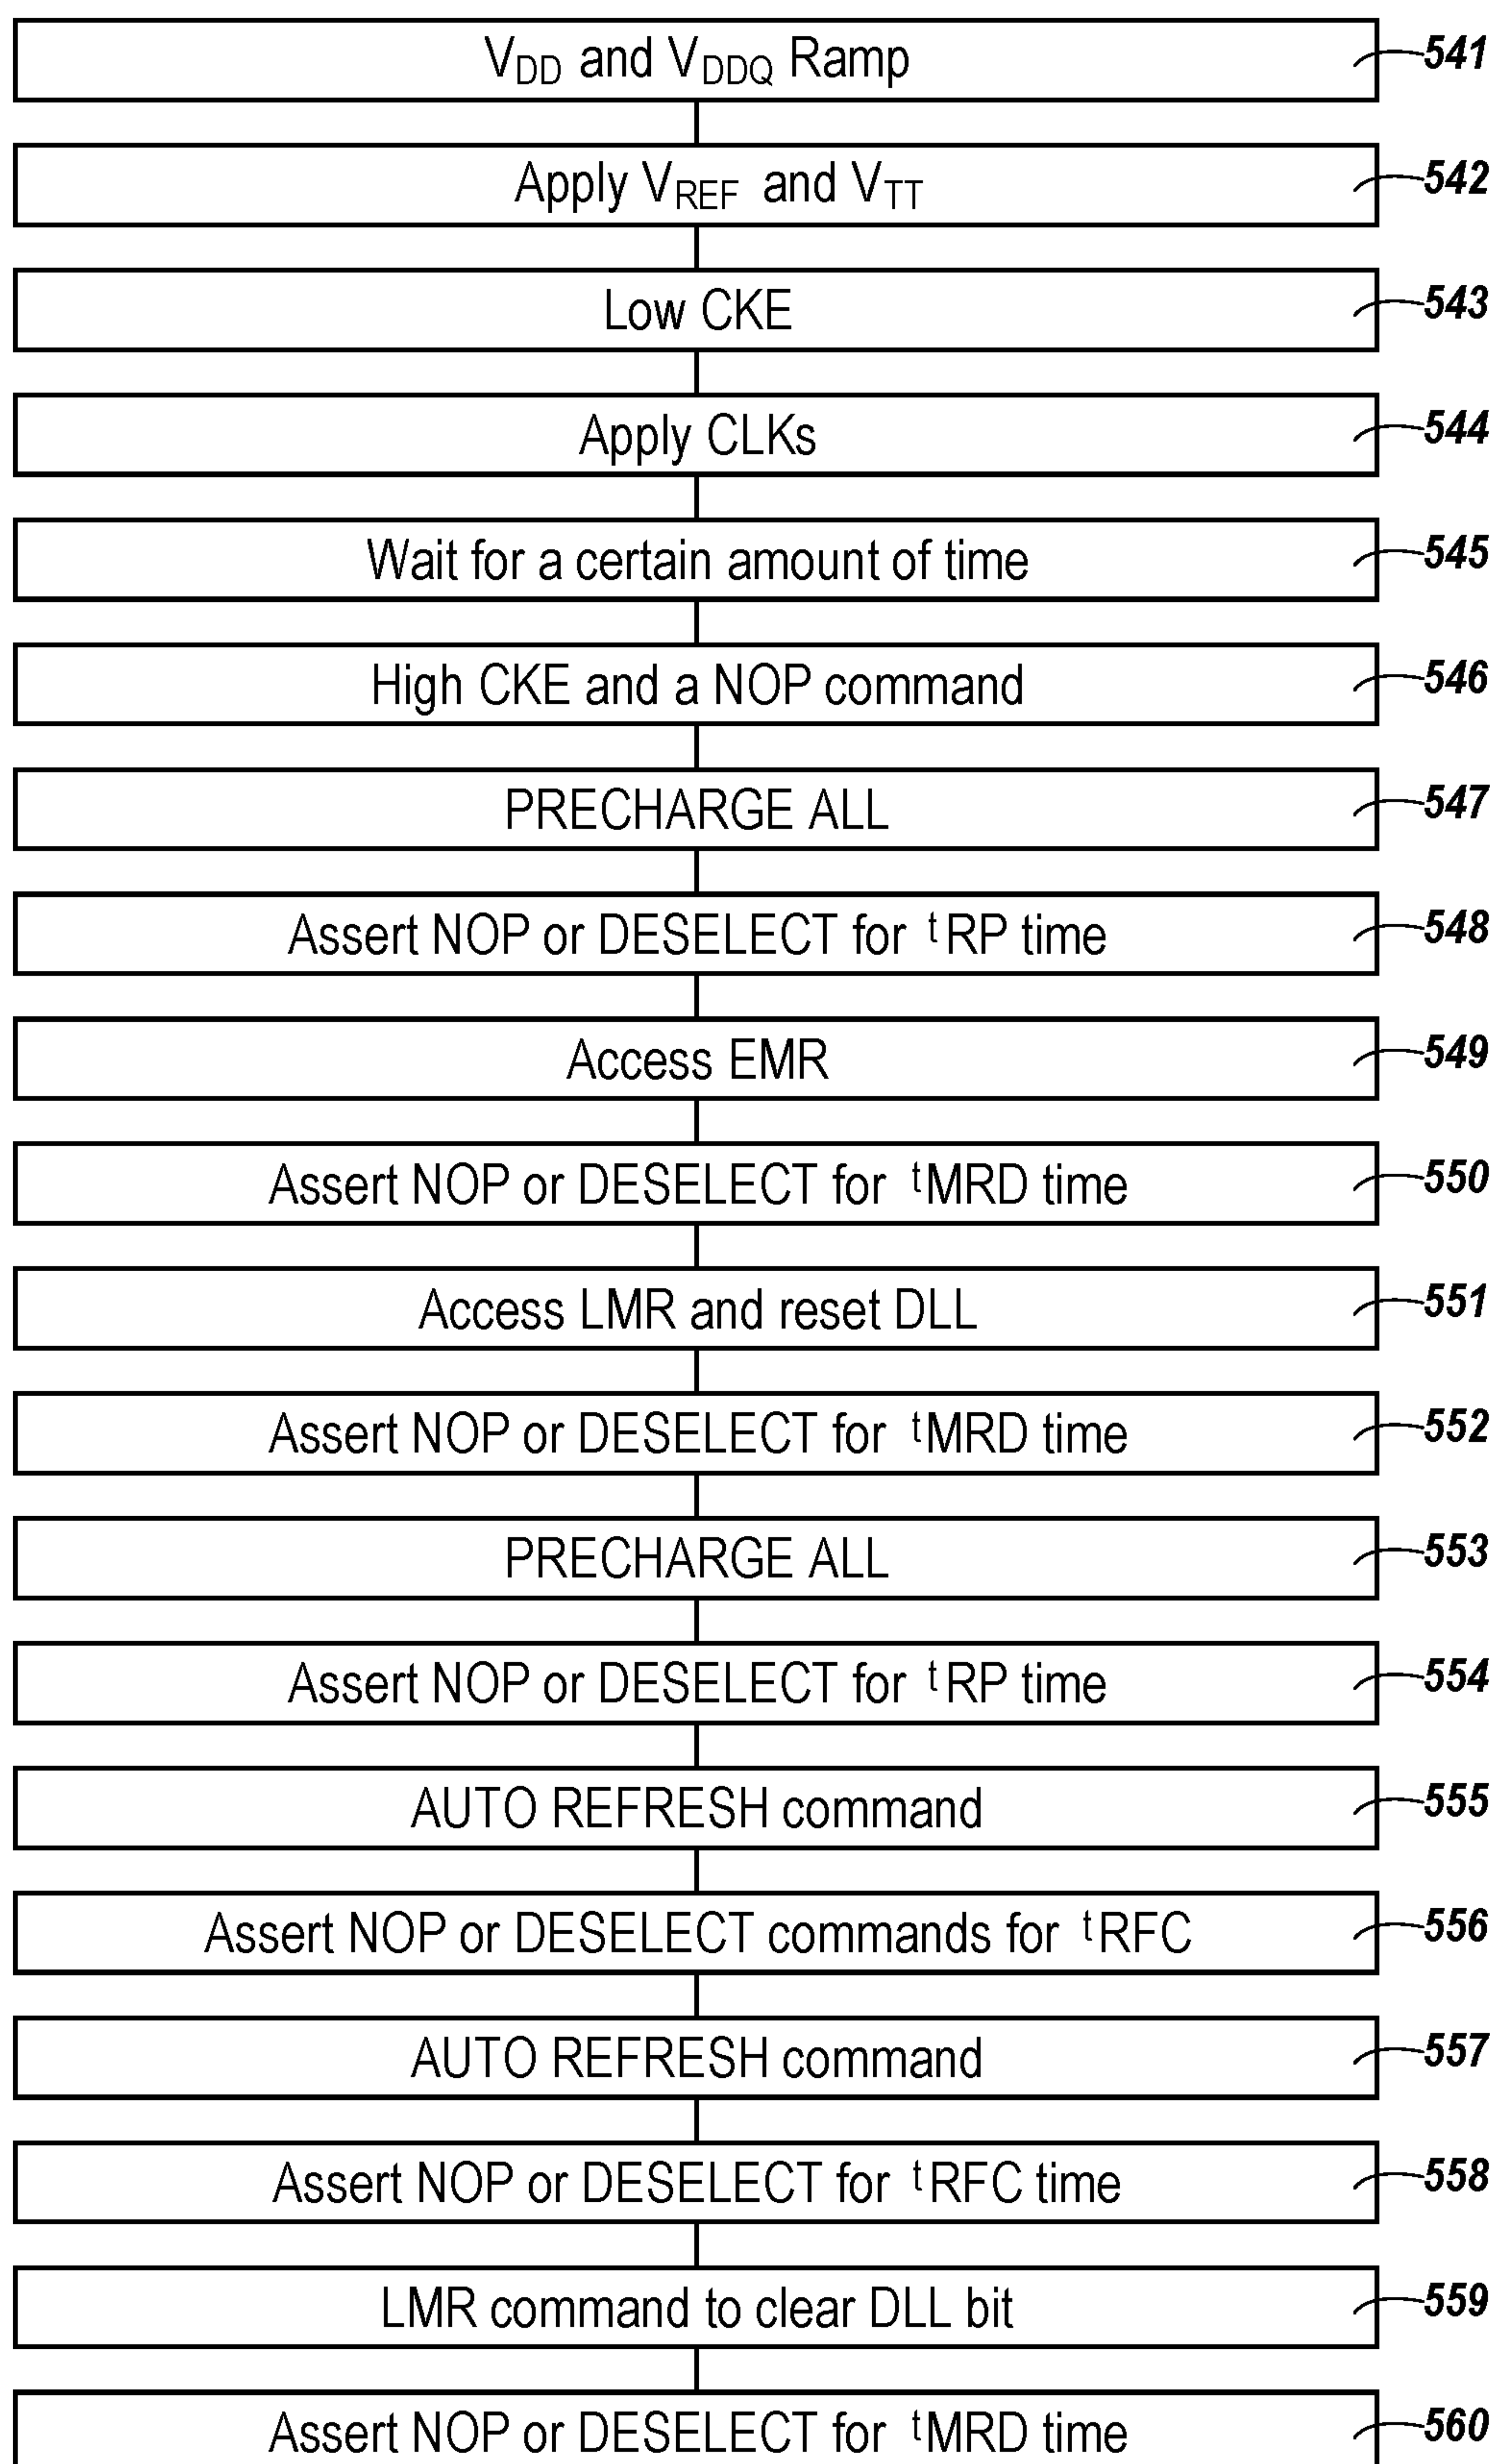 VDD and VDDQ Ramp 541
Apply VREF and VTT 542
Low CKE 543
Apply CLKs 544
Wait for a certain amount of time 545
High CKE and a NOP command 546
PRECHARGE ALL 547
Assert NOP or DESELECT for tRP time 548
Access EMR 549
Assert NOP or DESELECT for tMRD time 550
Access LMR and reset DLL 551
Assert NOP or DESELECT for tMRD time 552
PRECHARGE ALL 553
Assert NOP or DESELECT for tRP time 554
AUTO REFRESH command 555
Assert NOP or DESELECT commands for tRFC 556
AUTO REFRESH command 557
Assert NOP or DESELECT for tRFC time 558
LMR command to clear DLL bit 559
Assert NOP or DESELECT for tMRD time 560